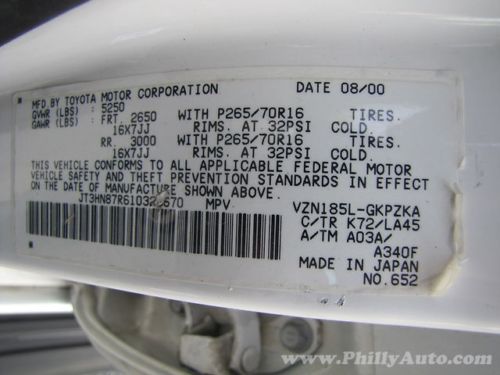 MFD.BY TOYOTA MOTOR CORPORATION DATE 08/00
GVWR (LBS) : 5250
GAWR (LBS) : FRT. 2650 WITH P265/70R16 TIRES.
16X7JJ RIMS. AT 32PSI COLD.
RR 3000 WITH P265/70R16 TIRES.
16X7JJ RIMS. AT 32PSI COLD.
THIS VEHICLE CONFORMS TO ALL APPLICABLE FEDERAL MOTOR
VEHICLE SAFETY AND THEFT PREVENTION STANDARDS IN EFFECT
ON THE DATE OF MANUFACTURE SHOWN ABOVE.
MPV VZN185L-GKPZKA
C/TR K72/LA45
A/TM A03A/
A340F
MADE IN JAPAN
NO.652
www.PhillyAuto.com